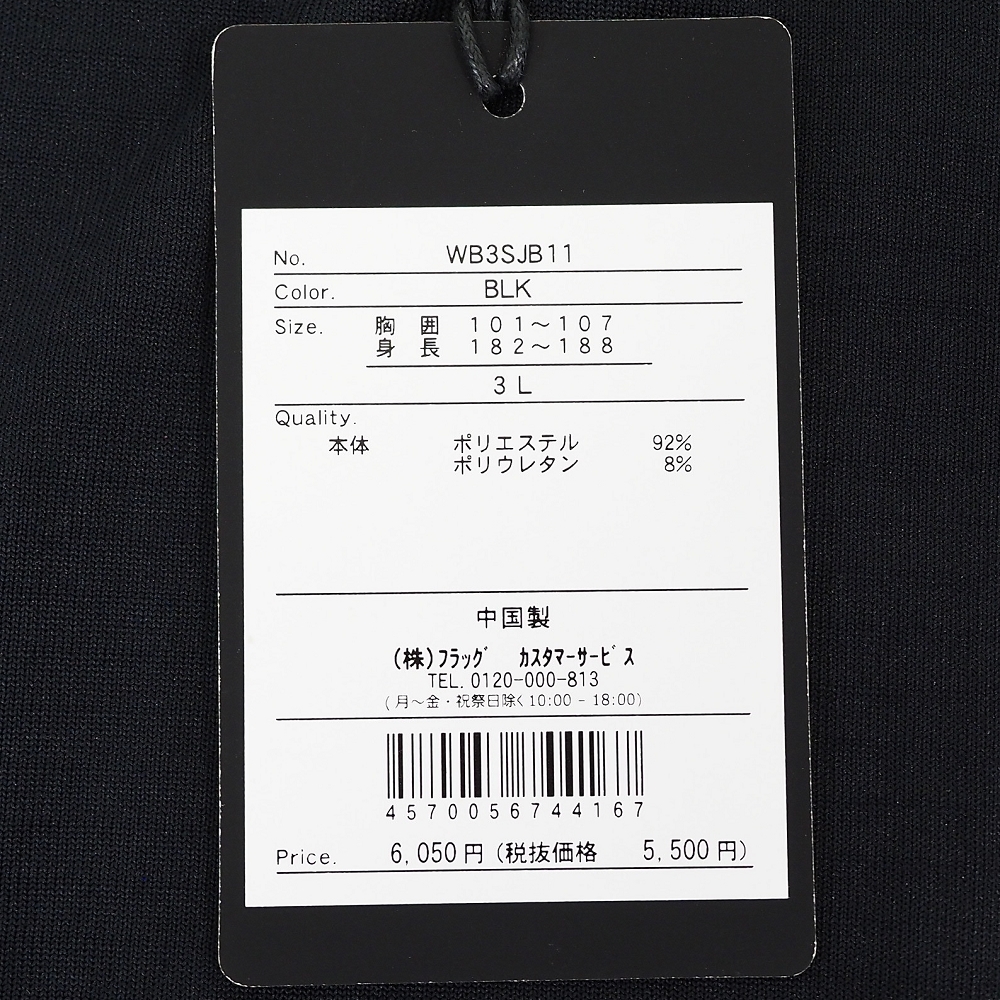 No. WB3SJB11
Color. BLK
Size. 胸囲 １０１～１０７
身長 １８２～１８８
３Ｌ
Quality.
本体 ポリエステル 92%
ポリウレタン 8%
中国製
(株)ﾌﾗｯｸﾞ ｶｽﾀﾏｰｻｰﾋﾞｽ
TEL. 0120-000-813
(月～金・祝祭日除く10:00 - 18:00)
4570056744167
Price. 6,050円 (税抜価格 5,500円)